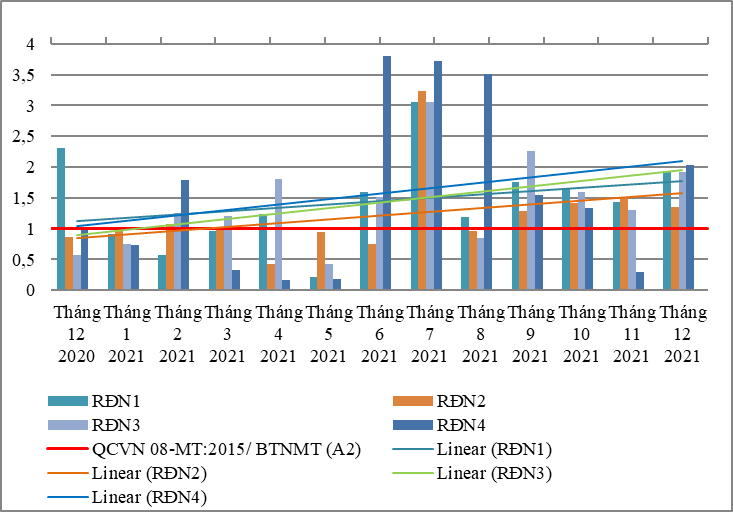 4
3,5
3
2,5
2
1,5
1
0,5
0
Tháng Tháng Tháng Tháng Tháng Tháng Tháng Tháng Tháng Tháng Tháng Tháng Tháng
12 1 2 3 4 5 6 7 8 9 10 11 12
2020 2021 2021 2021 2021 2021 2021 2021 2021 2021 2021 2021 2021
RĐN1 RĐN2
RĐN3 RĐN4
QCVN 08-MT:2015/ BTNMT (A2) Linear (RĐN1)
Linear (RĐN2) Linear (RĐN3)
Linear (RĐN4)